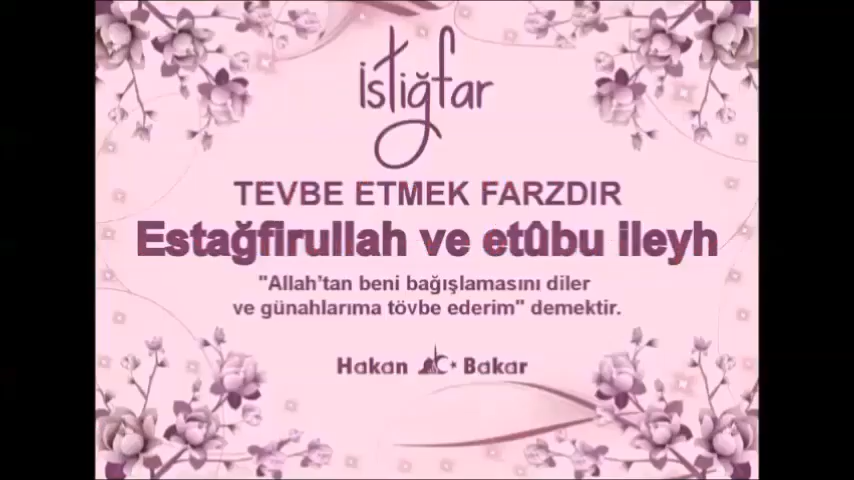 istiğfar
TEVBE ETMEK FARZDIR
Estağfirullah ve etûbu ileyh
"Allah'tan beni bağışlamasını diler
ve günahlarıma tövbe ederim" demektir.
Hakan Bakar